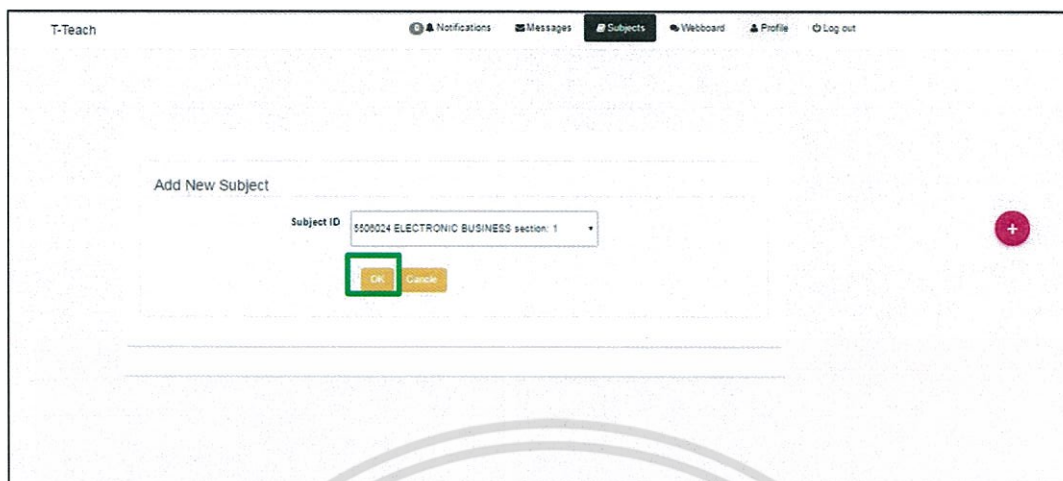 T-Teach 0 Notifications Messages Subjects Webboard Profile Log out
Add New Subject
Subject ID 5506024 ELECTRONIC BUSINESS section: 1
OK Cancle
+